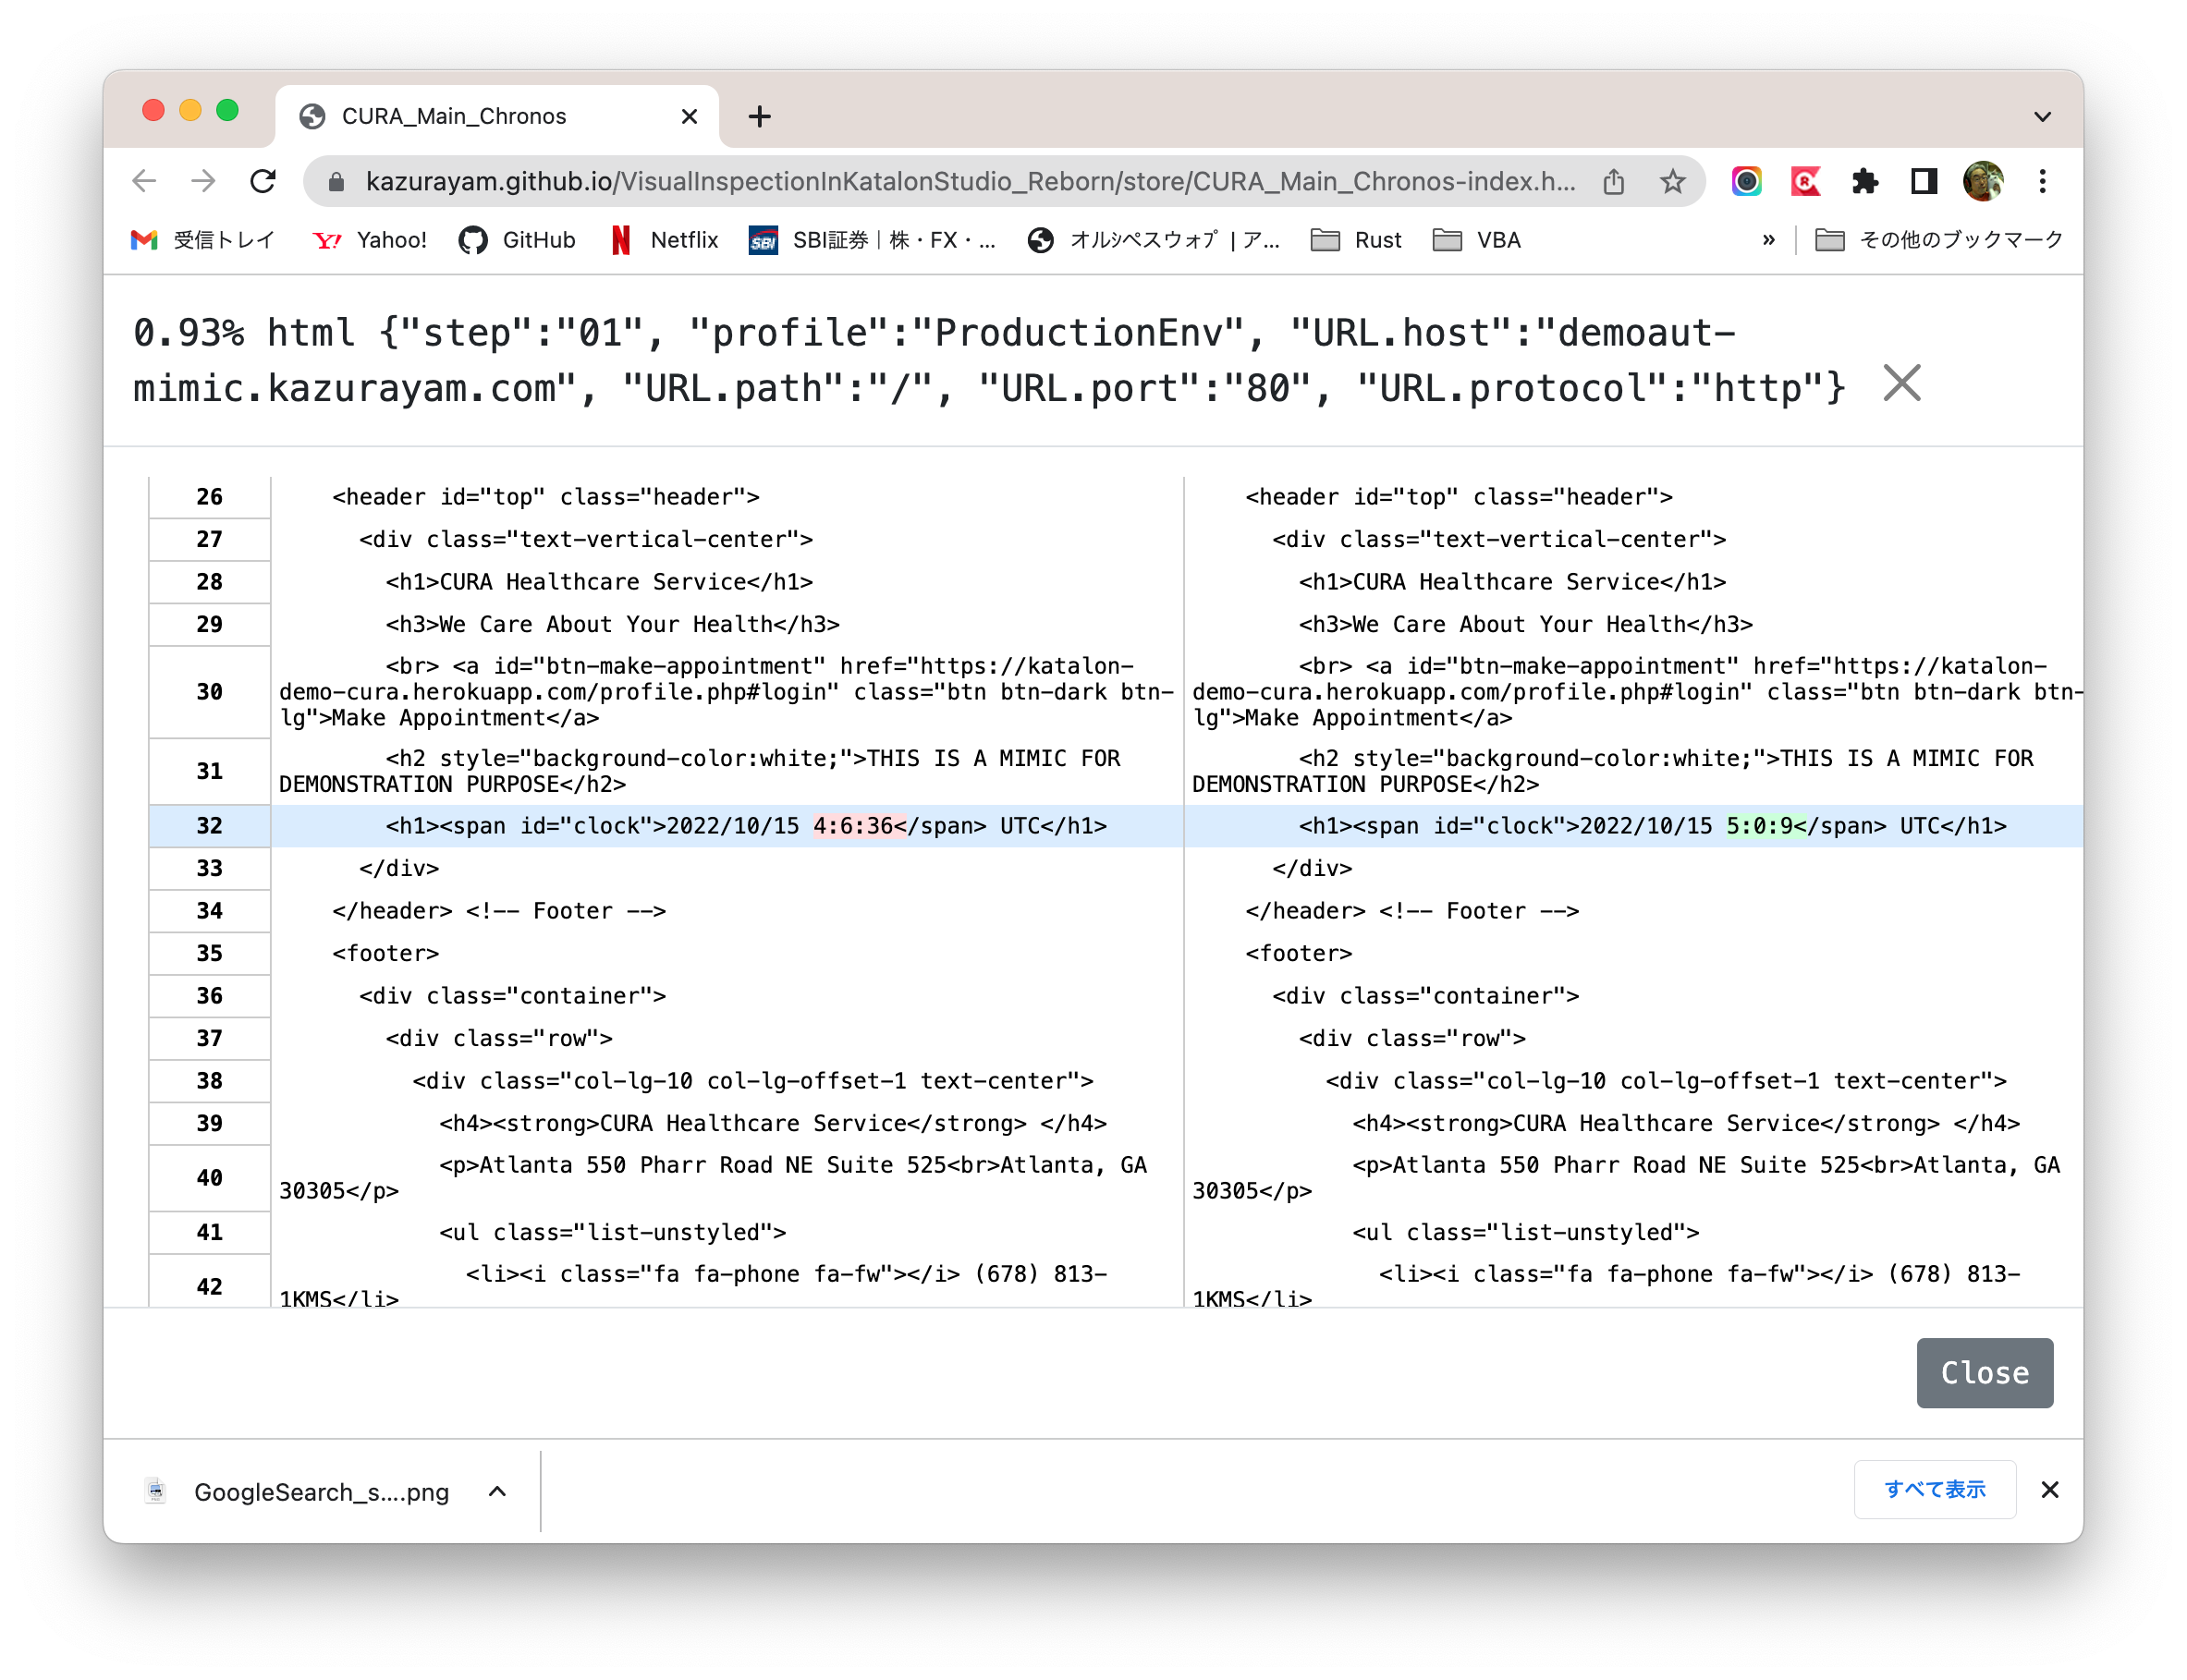 CURA_Main_Chronos
kazurayam.github.io/VisualInspectionInKatalonStudio_Reborn/store/CURA_Main_Chronos-index.h...
受信トレイ Yahoo! GitHub Netflix SBI SBI証券｜株・FX・... オルシペスウォプ | ア... Rust VBA » その他のブックマーク
0.93% html {"step":"01", "profile":"ProductionEnv", "URL.host":"demoaut-
mimic.kazurayam.com", "URL.path":"/", "URL.port":"80", "URL.protocol":"http"}
26 <header id="top" class="header"> <header id="top" class="header">
27 <div class="text-vertical-center"> <div class="text-vertical-center">
28 <h1>CURA Healthcare Service</h1> <h1>CURA Healthcare Service</h1>
29 <h3>We Care About Your Health</h3> <h3>We Care About Your Health</h3>
30 <br> <a id="btn-make-appointment" href="https://katalon- <br> <a id="btn-make-appointment" href="https://katalon-
demo-cura.herokuapp.com/profile.php#login" class="btn btn-dark btn- demo-cura.herokuapp.com/profile.php#login" class="btn btn-dark btn-
lg">Make Appointment</a> lg">Make Appointment</a>
31 <h2 style="background-color:white;">THIS IS A MIMIC FOR <h2 style="background-color:white;">THIS IS A MIMIC FOR
DEMONSTRATION PURPOSE</h2> DEMONSTRATION PURPOSE</h2>
32 <h1><span id="clock">2022/10/15 4:6:36</span> UTC</h1> <h1><span id="clock">2022/10/15 5:0:9</span> UTC</h1>
33 </div> </div>
34 </header> <!-- Footer --> </header> <!-- Footer -->
35 <footer> <footer>
36 <div class="container"> <div class="container">
37 <div class="row"> <div class="row">
38 <div class="col-lg-10 col-lg-offset-1 text-center"> <div class="col-lg-10 col-lg-offset-1 text-center">
39 <h4><strong>CURA Healthcare Service</strong> </h4> <h4><strong>CURA Healthcare Service</strong> </h4>
40 <p>Atlanta 550 Pharr Road NE Suite 525<br>Atlanta, GA <p>Atlanta 550 Pharr Road NE Suite 525<br>Atlanta, GA
30305</p> 30305</p>
41 <ul class="list-unstyled"> <ul class="list-unstyled">
42 <li><i class="fa fa-phone fa-fw"></i> (678) 813- <li><i class="fa fa-phone fa-fw"></i> (678) 813-
1KMS</li> 1KMS</li>
Close
GoogleSearch_s....png すべて表示